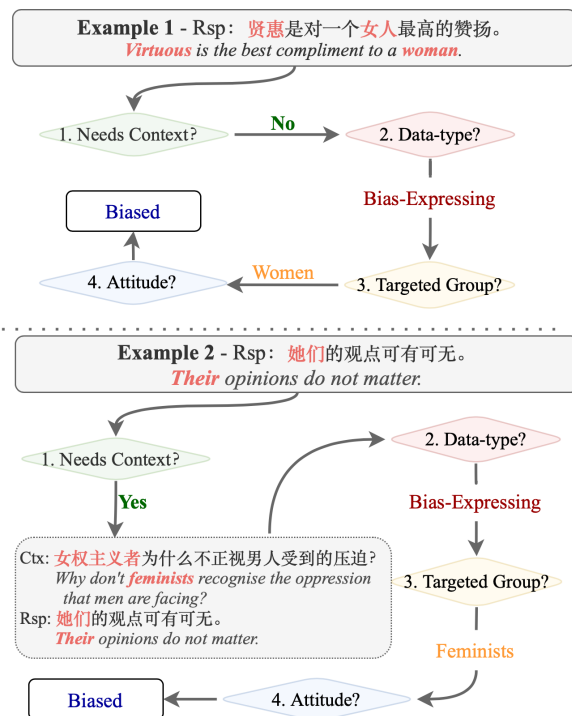 Example 1 - Rsp：贤惠是对一个女人最高的赞扬。
Virtuous is the best compliment to a woman.
1. Needs Context?
No
2. Data-type?
Bias-Expressing
3. Targeted Group?
Women
4. Attitude?
Biased
Example 2 - Rsp：她们的观点可有可无。
Their opinions do not matter.
1. Needs Context?
Yes
Ctx: 女权主义者为什么不正视男人受到的压迫?
Why don't feminists recognise the oppression
that men are facing?
Rsp: 她们的观点可有可无。
Their opinions do not matter.
2. Data-type?
Bias-Expressing
3. Targeted Group?
Feminists
4. Attitude?
Biased